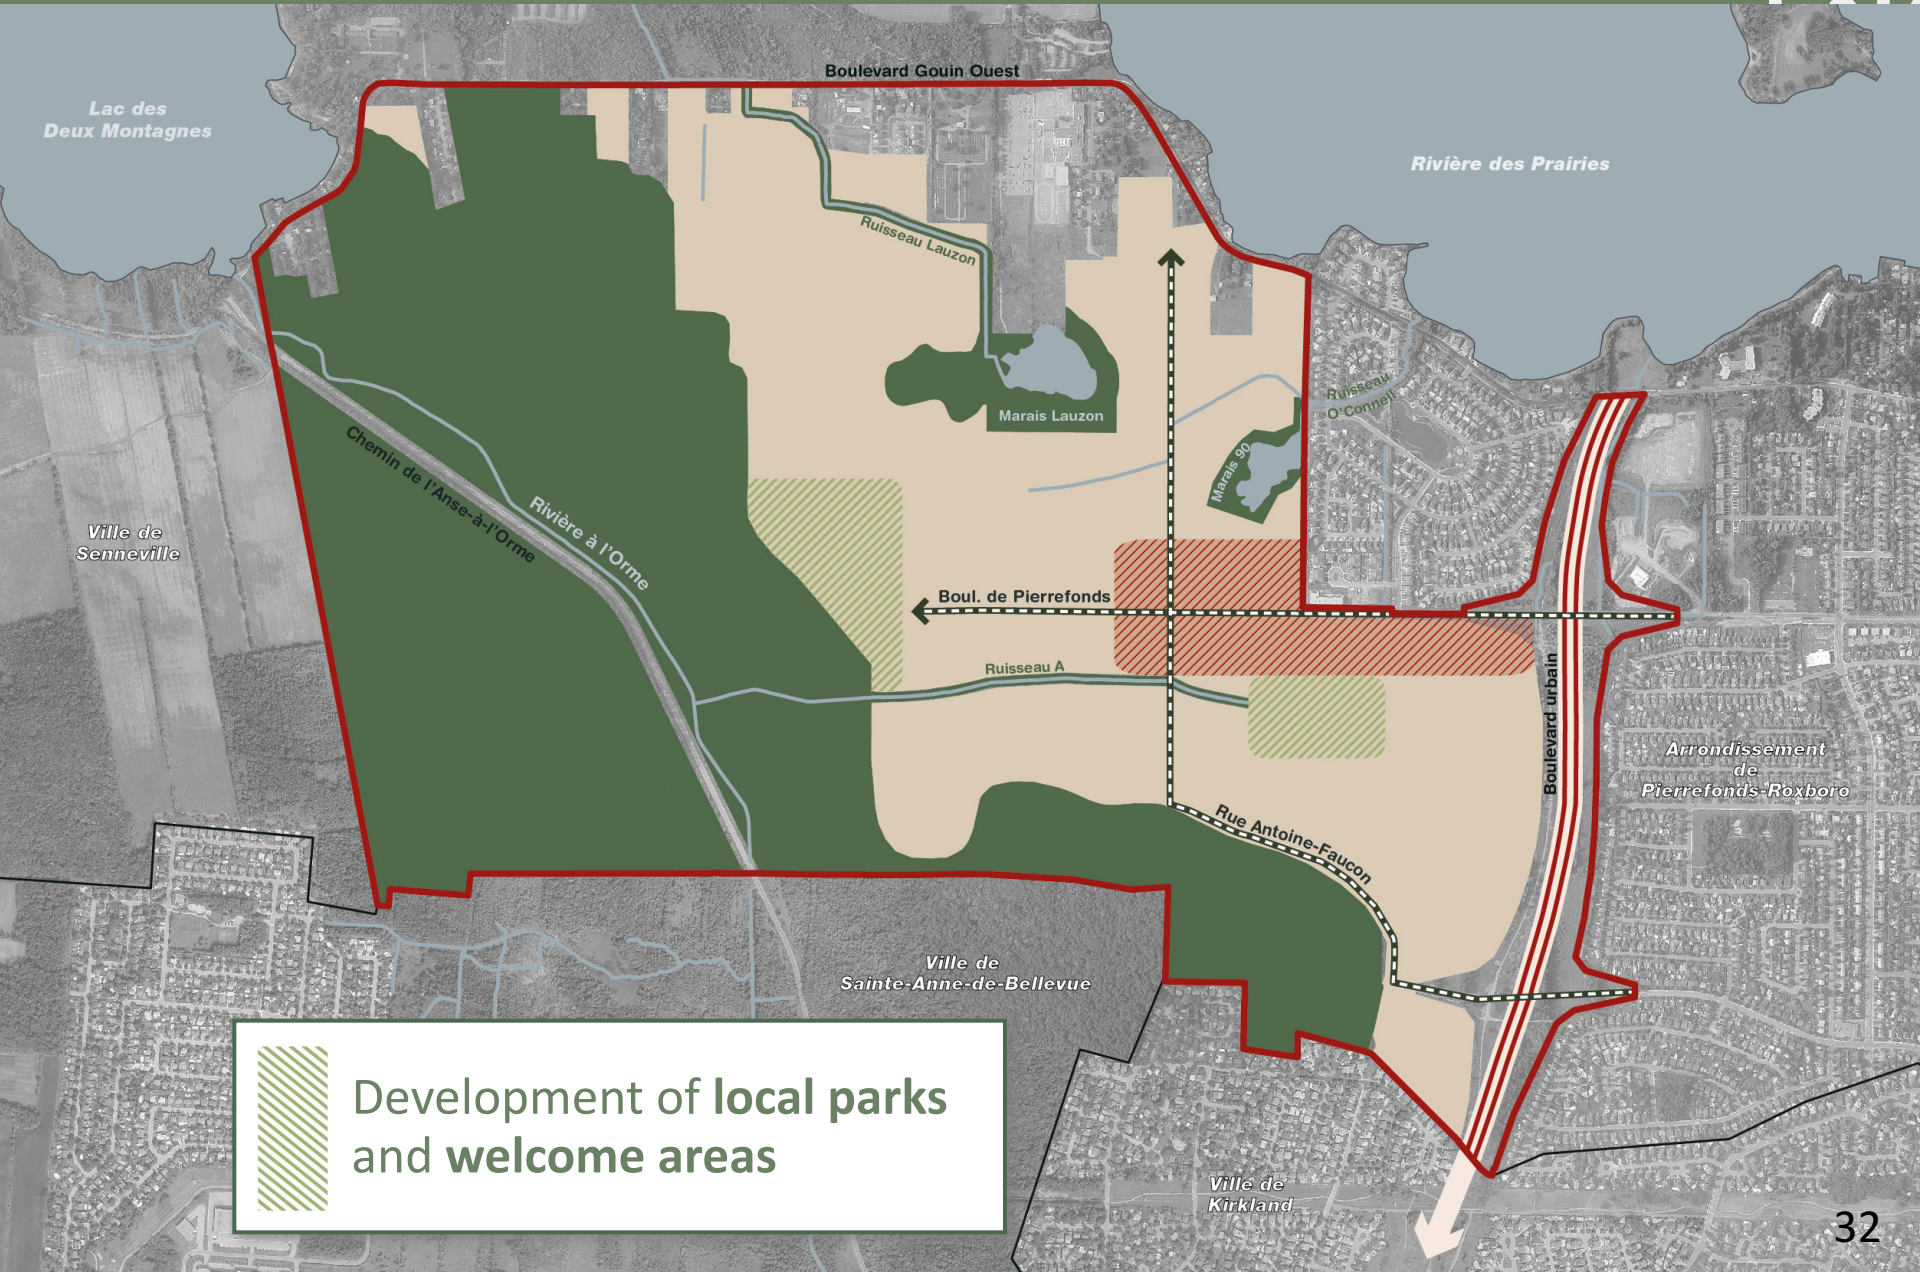 Boulevard Gouin Ouest
Lac des
Deux Montagnes
Rivière des Prairies
Ruisseau Lauzon
Marais Lauzon
Ruisseau
O'Connell
Marais 90
Chemin de l'Anse-à-l'Orme
Rivière à l'Orme
Ville de
Senneville
Boul. de Pierrefonds
Ruisseau A
Boulevard urbain
Arrondissement
de
Pierrefonds-Roxboro
Rue Antoine-Faucon
Ville de
Sainte-Anne-de-Bellevue
Development of local parks
and welcome areas
Ville de
Kirkland
32